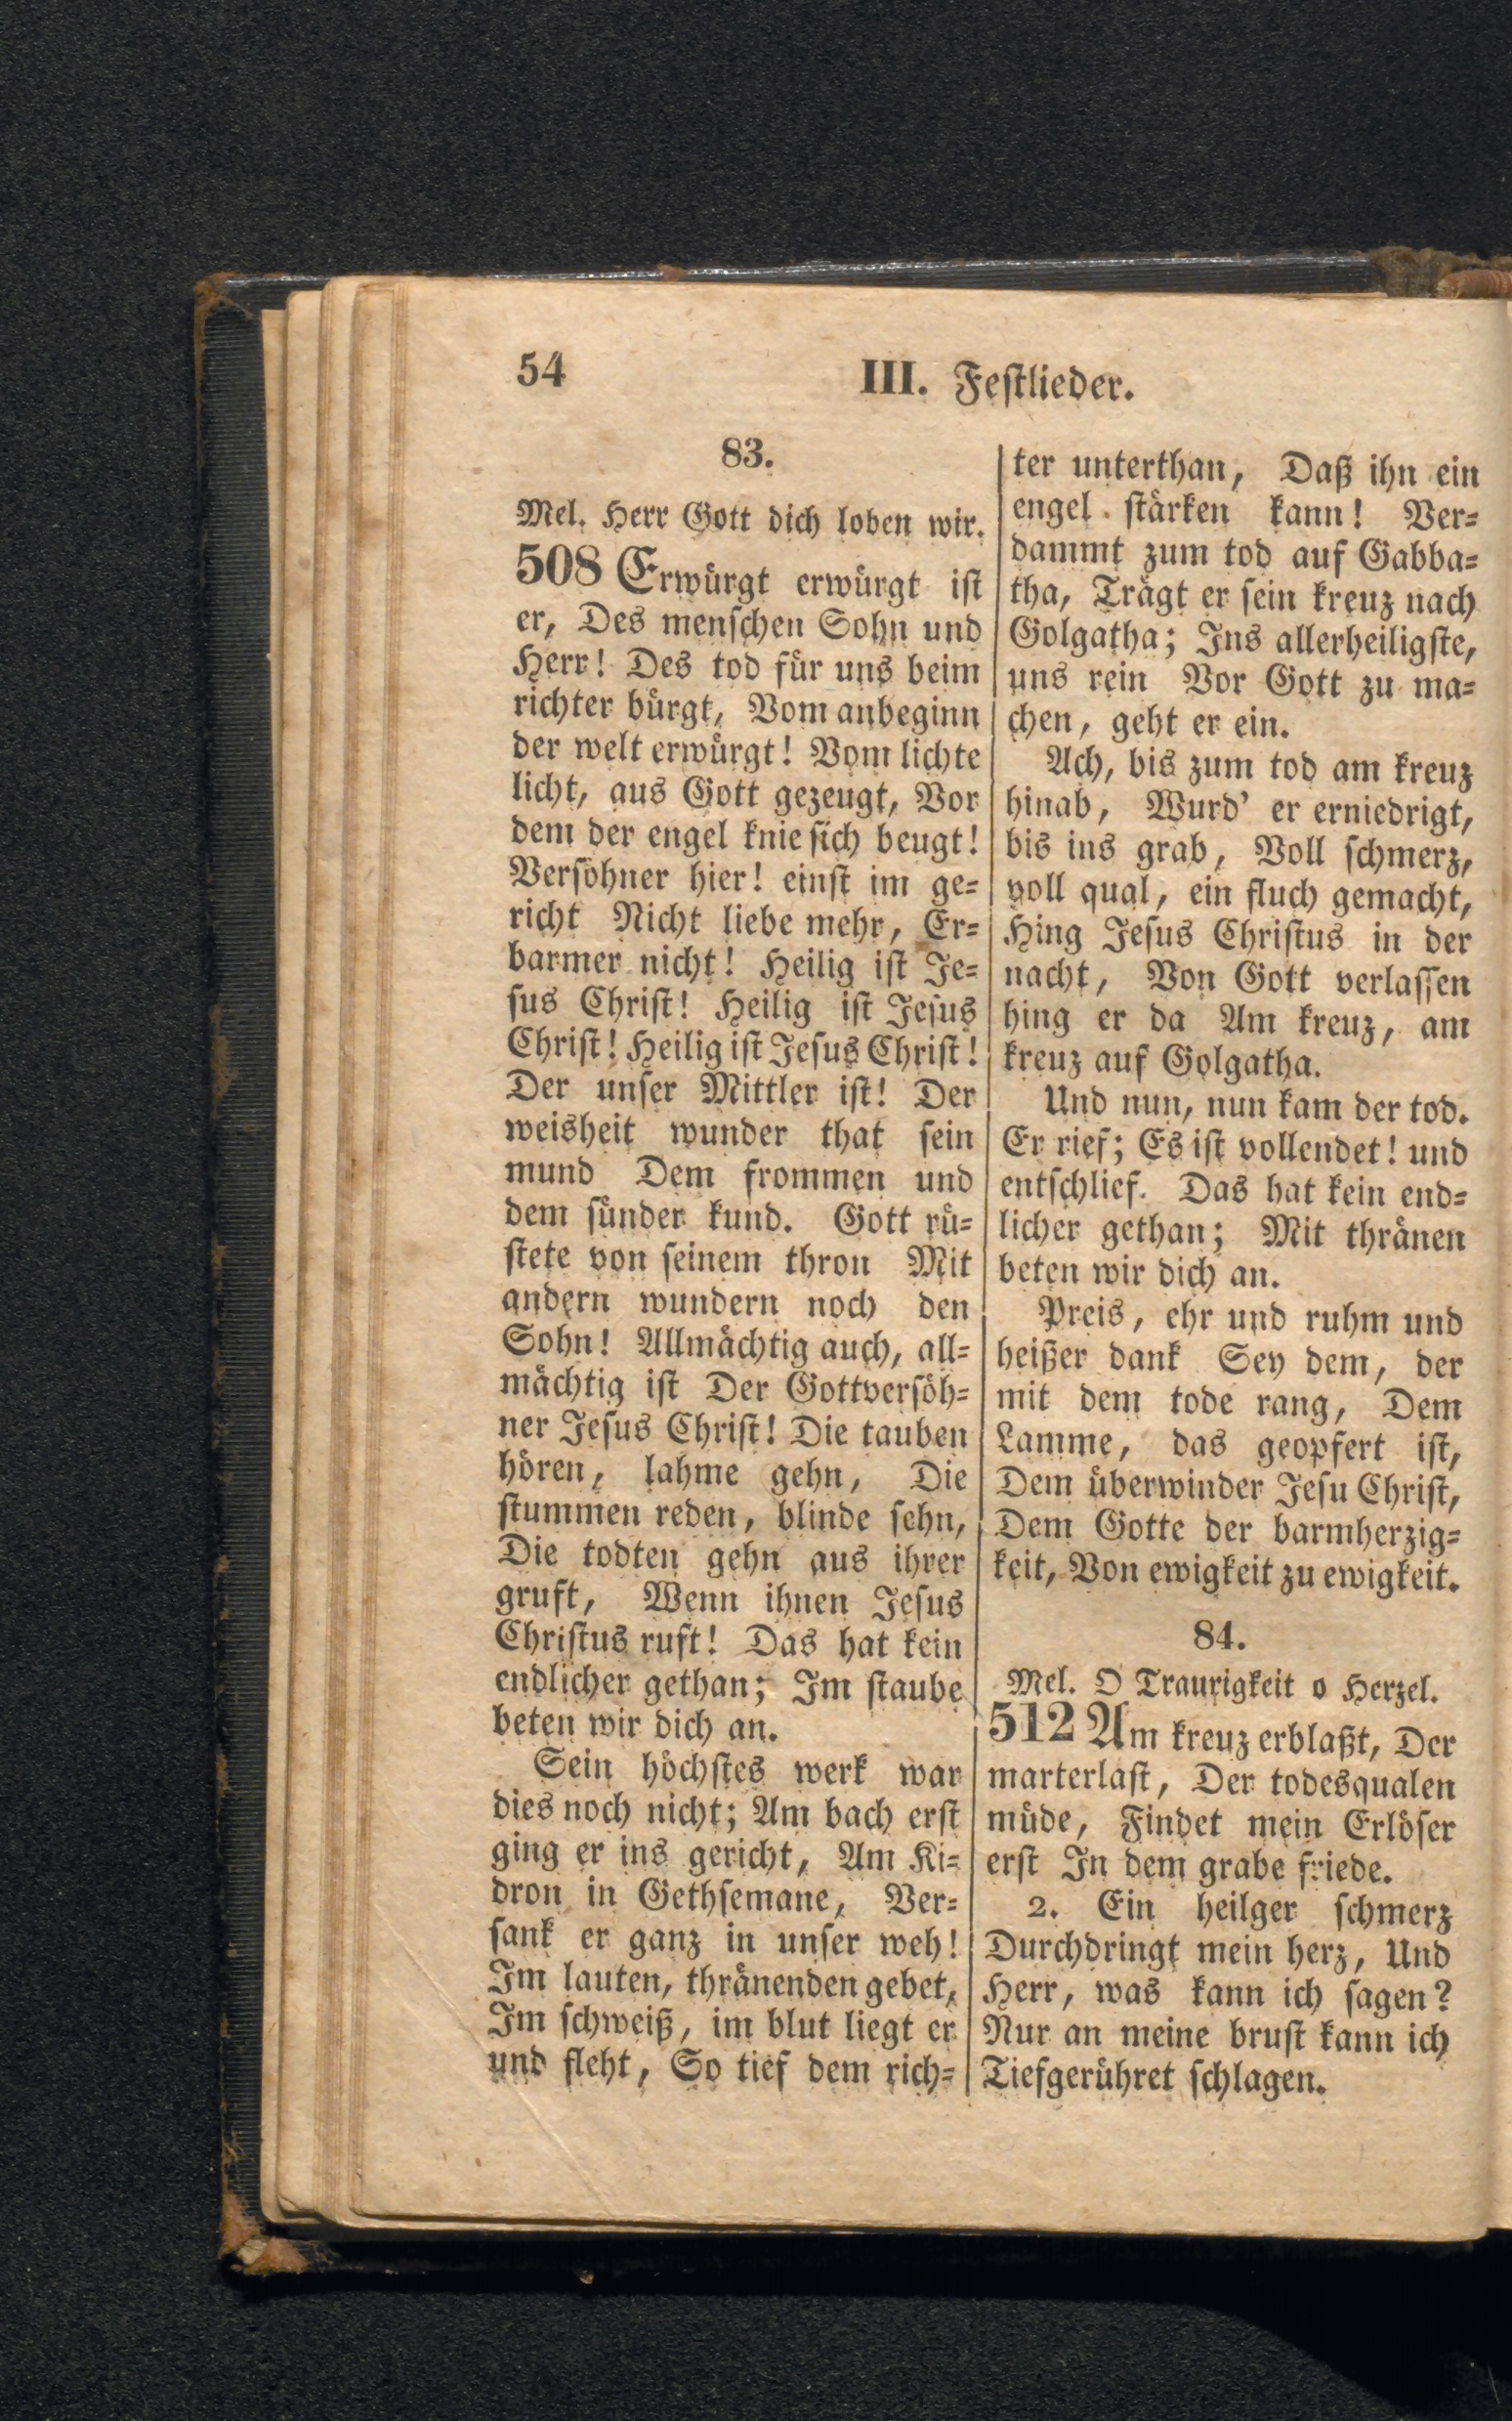 54
III. Festlieder.
83.
Mel. Herr Gott dich loben wir.
508 Erwürgt erwürgt ist
er, Des menschen Sohn und
Herr! Des tod für uns beim
richter bürgt, Vom anbeginn
der welt erwürgt! Vom lichte
licht, aus Gott gezeugt, Vor
dem der engel knie sich beugt!
Versöhner hier! einst im ge-
richt Nicht liebe mehr, Er-
barmer nicht! Heilig ist Je-
sus Christ! Heilig ist Jesus
Christ! Heilig ist Jesus Christ!
Der unser Mittler ist! Der
weisheit wunder that sein
mund Dem frommen und
dem sünder kund. Gott rü-
stete von seinem thron Mit
andern wundern noch den
Sohn! Allmächtig auch, all-
mächtig ist Der Gottversöh-
ner Jesus Christ! Die tauben
hören, lahme gehn, Die
stummen reden, blinde sehn,
Die todten gehn aus ihrer
gruft, Wenn ihnen Jesus
Christus ruft! Das hat kein
endlicher gethan; Im staube
beten wir dich an.
Sein höchstes werk war
dies noch nicht; Am bach erst
ging er ins gericht, Am Ki-
dron in Gethsemane, Ver-
sank er ganz in unser weh!
Im lauten, thränenden gebet,
Im schweiß, im blut liegt er
und fleht, So tief dem rich-
ter unterthan, Daß ihn ein
engel stärken kann! Ver-
dammt zum tod auf Gabba-
tha, Trägt er sein kreuz nach
Golgatha; Ins allerheiligste,
uns rein Vor Gott zu ma-
chen, geht er ein.
Ach, bis zum tod am kreuz
hinab, Wurd' er erniedrigt,
bis ins grab, Voll schmerz,
voll qual, ein fluch gemacht,
Hing Jesus Christus in der
nacht, Von Gott verlassen
hing er da Am kreuz, am
kreuz auf Golgatha.
Und nun, nun kam der tod.
Er rief; Es ist vollendet! und
entschlief. Das hat kein end-
licher gethan; Mit thränen
beten wir dich an.
Preis, ehr und ruhm und
heißer dank Sey dem, der
mit dem tode rang, Dem
Lamme, das geopfert ist,
Dem überwinder Jesu Christ,
Dem Gotte der barmherzig-
keit, Von ewigkeit zu ewigkeit.
84.
Mel. O Traurigkeit o Herzel.
512 Am kreuz erblaßt, Der
marterlast, Der todesqualen
müde, Findet mein Erlöser
erst In dem grabe friede.
2. Ein heilger schmerz
Durchdringt mein herz, Und
Herr, was kann ich sagen?
Nur an meine brust kann ich
Tiefgerühret schlagen.